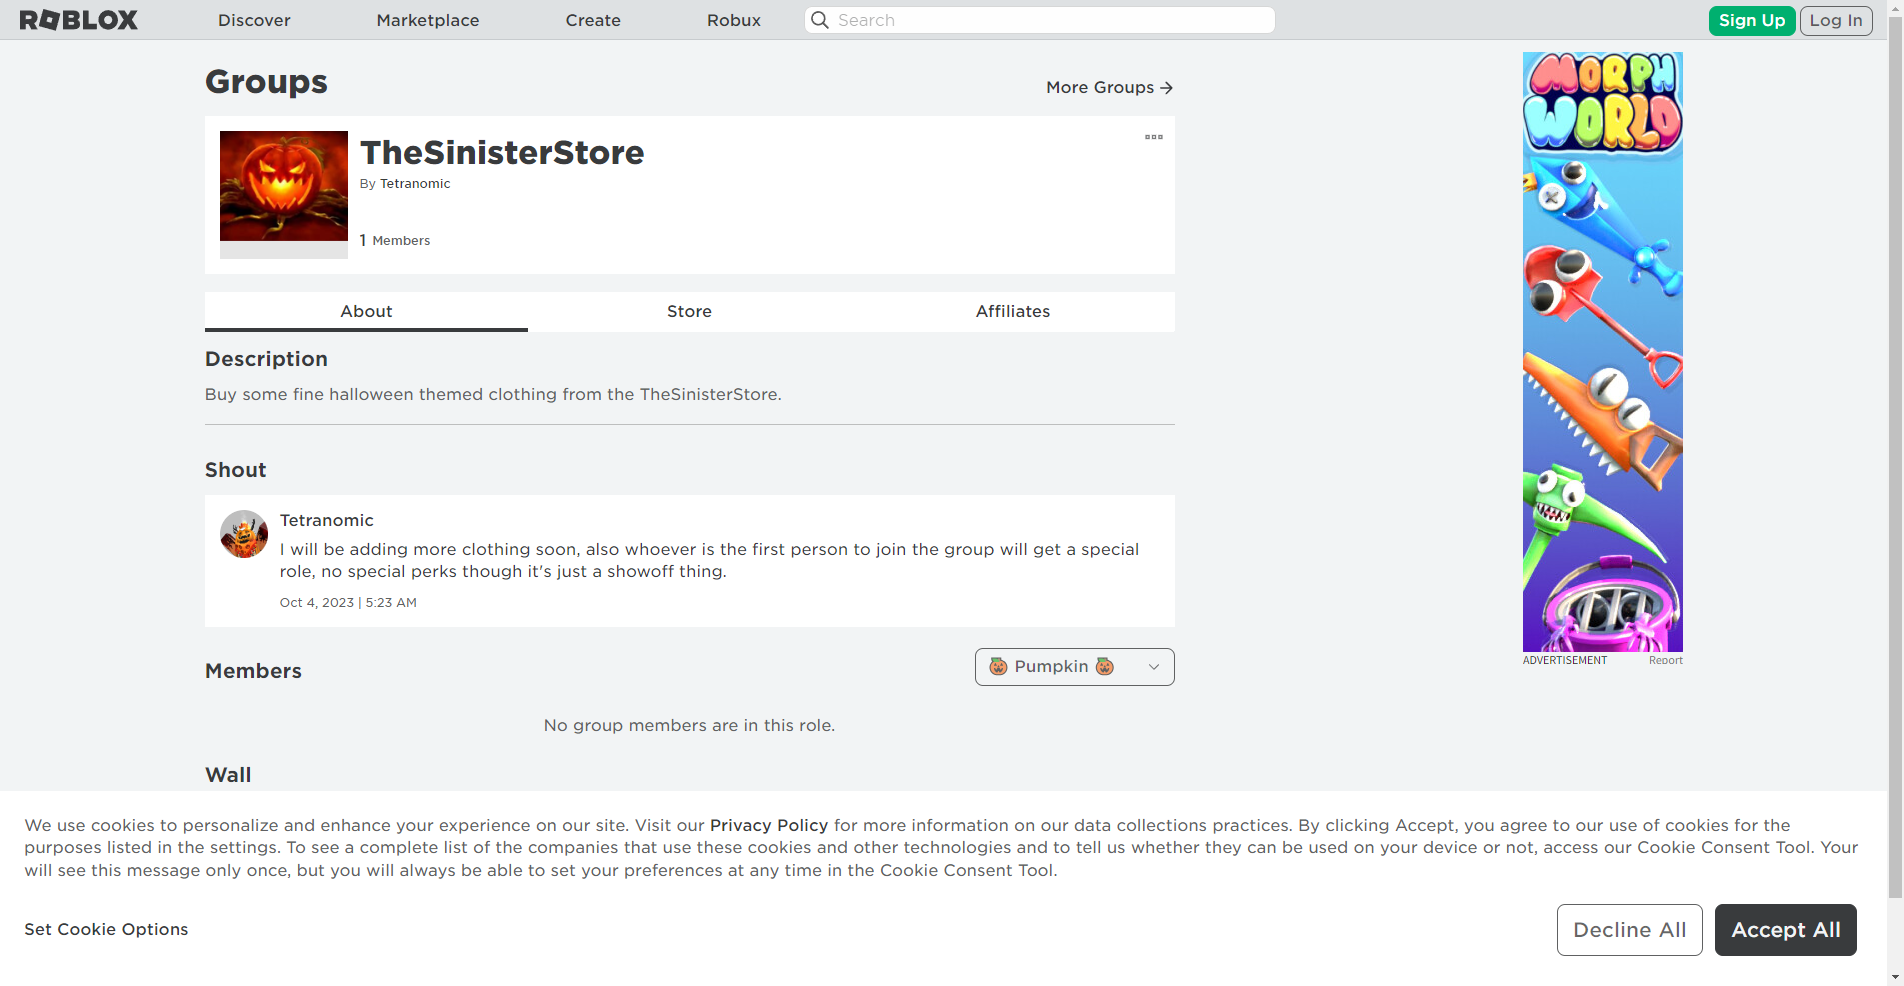 ROBLOX
Discover
Marketplace
Create
Robux
Search
Sign Up
Log In
Groups
More Groups
TheSinisterStore
By Tetranomic
1 Members
About
Store
Affiliates
Description
Buy some fine halloween themed clothing from the TheSinisterStore.
Shout
Tetranomic
I will be adding more clothing soon, also whoever is the first person to join the group will get a special
role, no special perks though it's just a showoff thing.
Oct 4, 2023 | 5:23 AM
Members
🎃 Pumpkin 🎃
No group members are in this role.
Wall
MORPH
WORLD
ADVERTISEMENT
Report
We use cookies to personalize and enhance your experience on our site. Visit our Privacy Policy for more information on our data collections practices. By clicking Accept, you agree to our use of cookies for the
purposes listed in the settings. To see a complete list of the companies that use these cookies and other technologies and to tell us whether they can be used on your device or not, access our Cookie Consent Tool. Your
will see this message only once, but you will always be able to set your preferences at any time in the Cookie Consent Tool.
Set Cookie Options
Decline All
Accept All